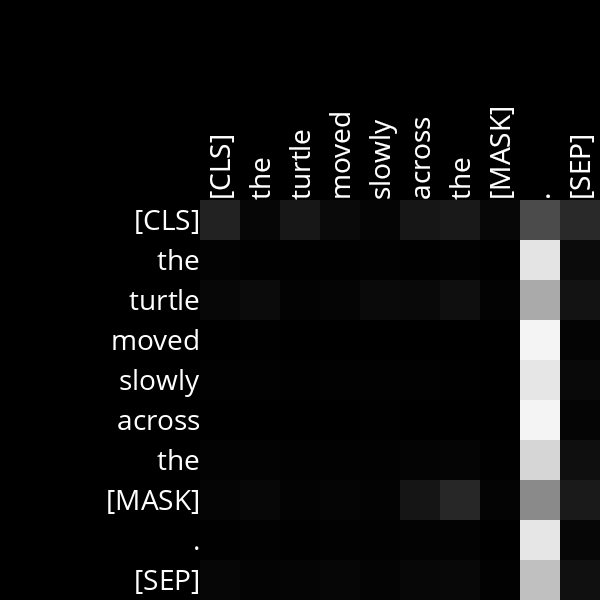 [CLS] the turtle moved slowly across the [MASK] . [SEP]
[CLS]
the
turtle
moved
slowly
across
the
[MASK]
.
[SEP]